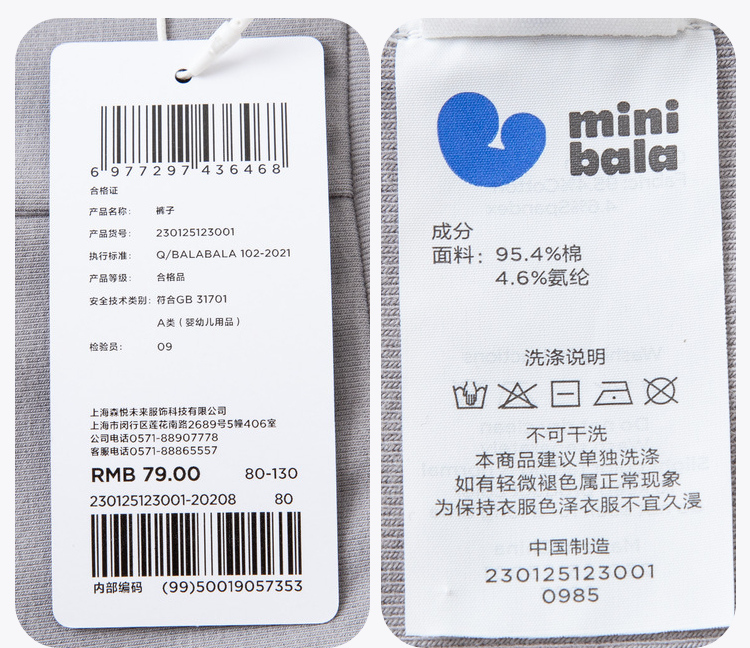 6 977297 436468
合格证
产品名称： 裤子
产品货号： 230125123001
执行标准： Q/BALABALA 102-2021
产品等级： 合格品
安全技术类别：符合GB 31701
A类（婴幼儿用品）
检验员： 09
上海森悦未来服饰科技有限公司
上海市闵行区莲花南路2689号5幢406室
公司电话0571-88907778
客服电话0571-88865557
RMB 79.00 80-130
230125123001-20208 80
内部编码 (99)50019057353
mini
bala
成分
面料：95.4%棉
4.6%氨纶
洗涤说明
不可干洗
本商品建议单独洗涤
如有轻微褪色属正常现象
为保持衣服色泽衣服不宜久浸
中国制造
230125123001
0985